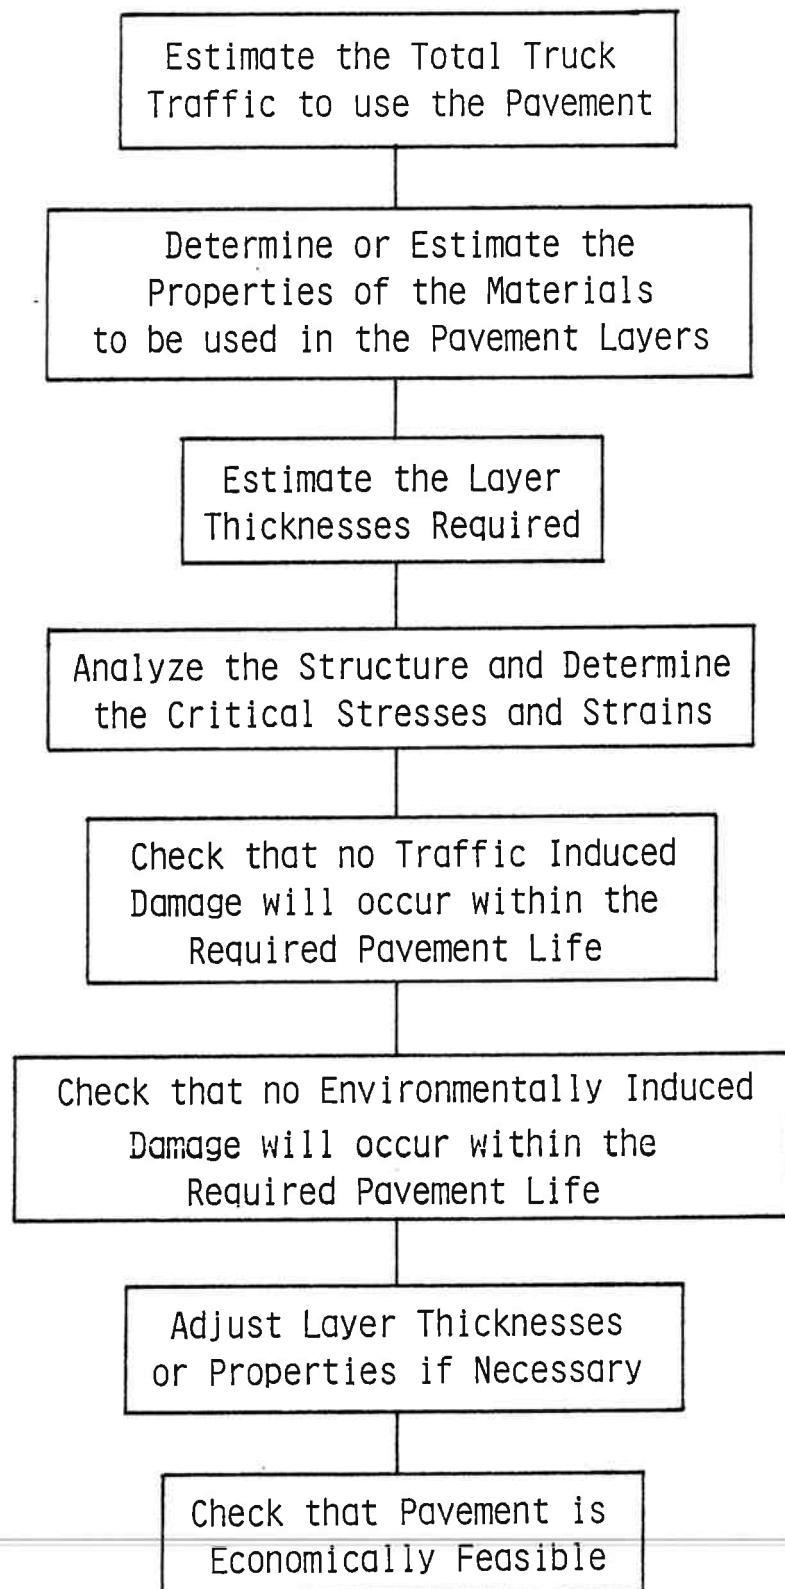 Estimate the Total Truck
Traffic to use the Pavement
Determine or Estimate the
Properties of the Materials
to be used in the Pavement Layers
Estimate the Layer
Thicknesses Required
Analyze the Structure and Determine
the Critical Stresses and Strains
Check that no Traffic Induced
Damage will occur within the
Required Pavement Life
Check that no Environmentally Induced
Damage will occur within the
Required Pavement Life
Adjust Layer Thicknesses
or Properties if Necessary
Check that Pavement is
Economically Feasible